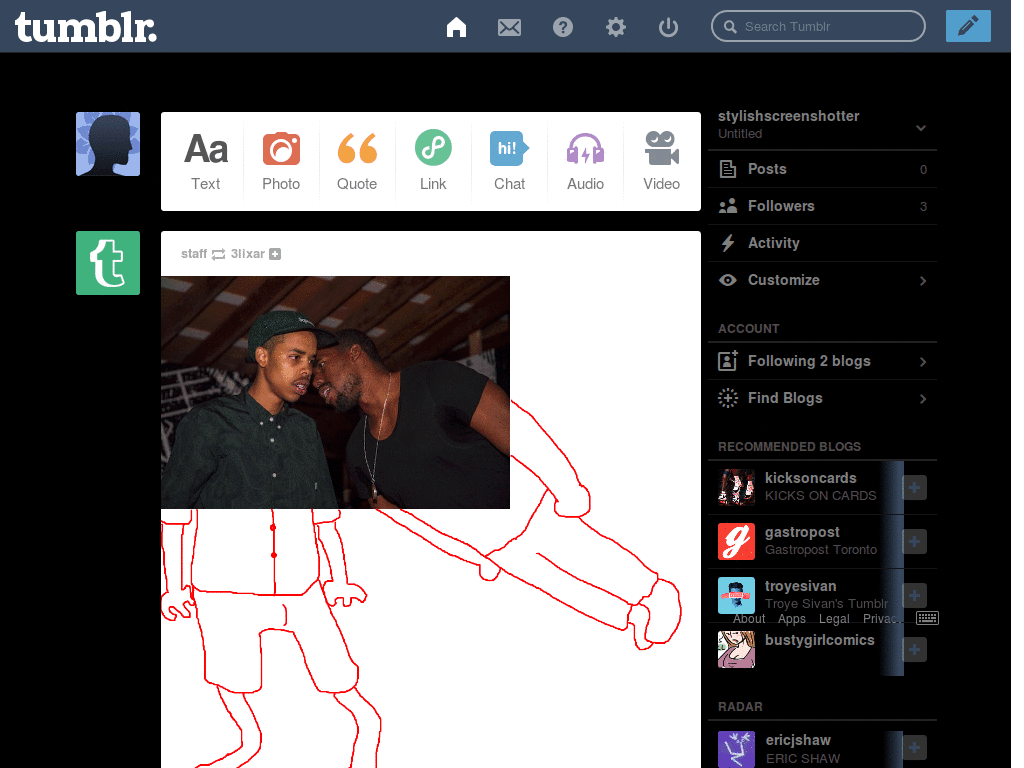 tumblr.
Search Tumblr
stylishscreenshotter
Untitled
Aa
Text
Photo
Quote
Link
hi!
Chat
Audio
Video
Posts 0
Followers 3
Activity
Customize
staff 3lixar
ACCOUNT
Following 2 blogs
Find Blogs
RECOMMENDED BLOGS
kicksoncards
KICKS ON CARDS
g
gastropost
Gastropost Toronto
troyesivan
Troye Sivan's Tumblr
About Apps Legal
bustygirlcomics
RADAR
ericjshaw
ERIC SHAW